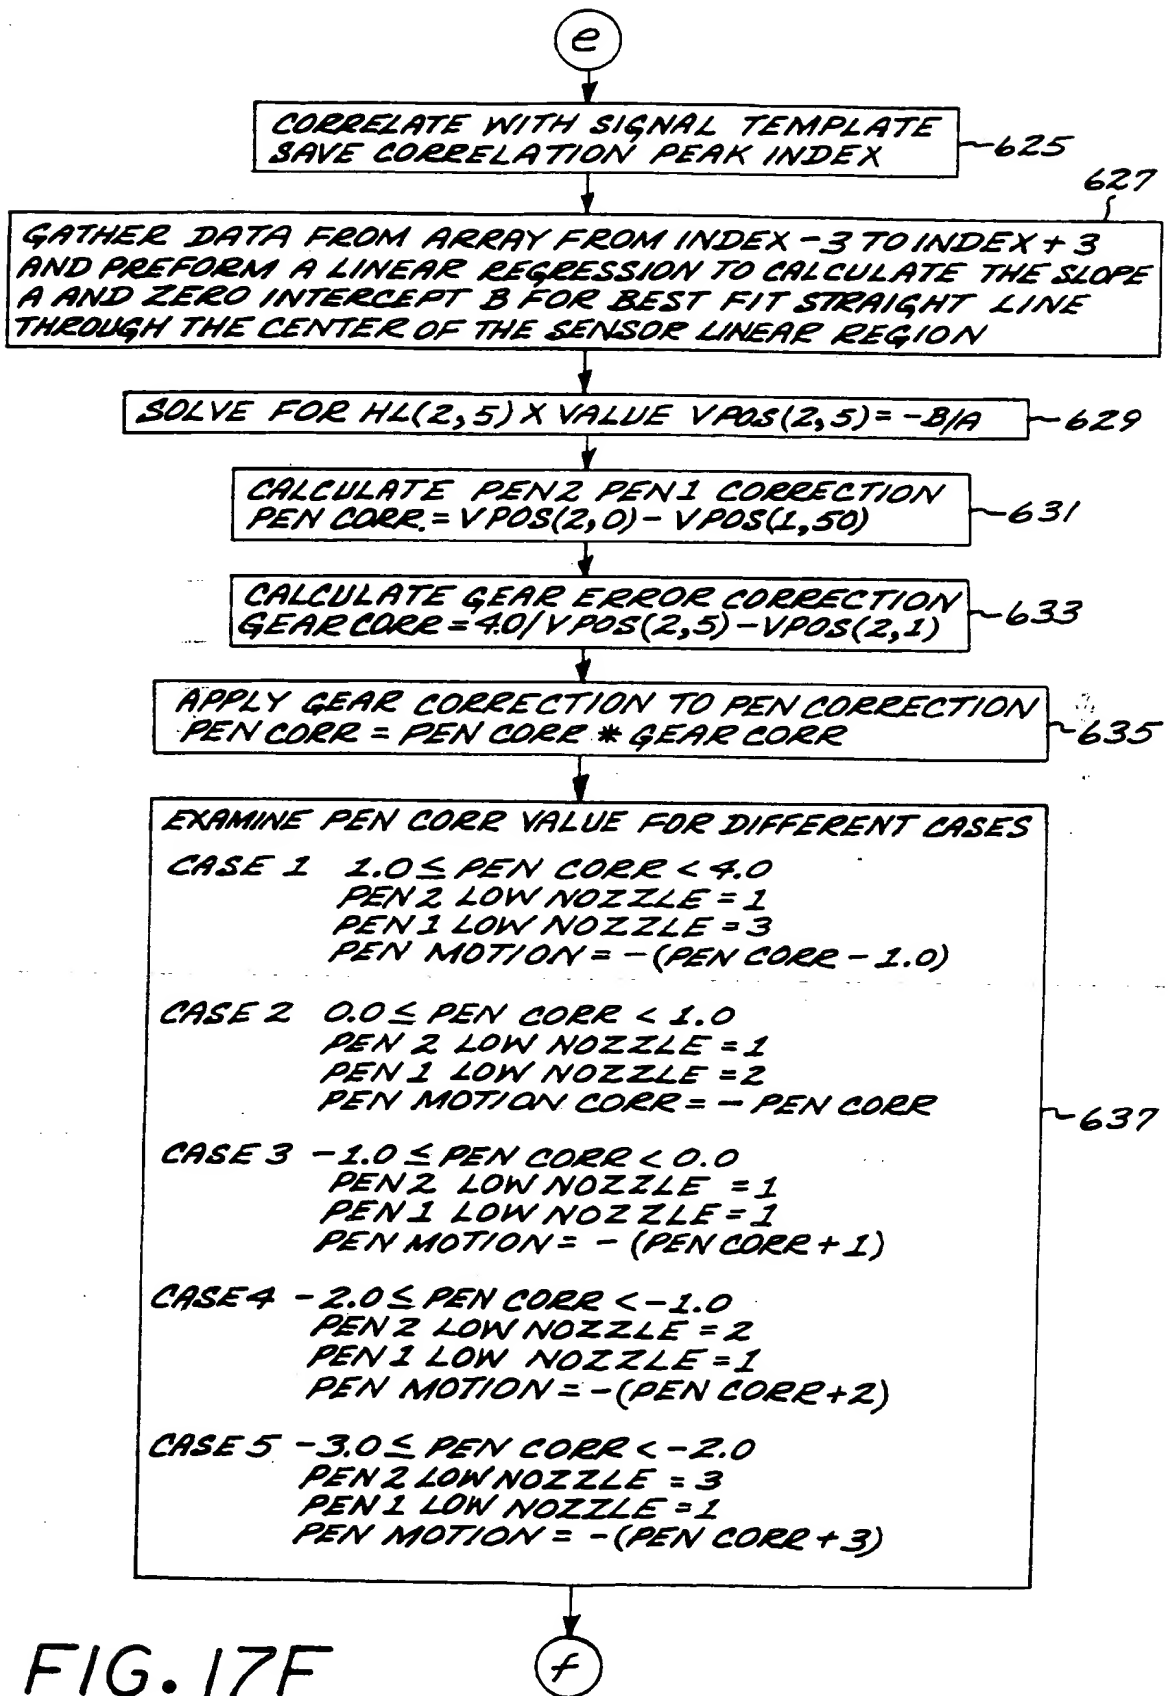 e
CORRELATE WITH SIGNAL TEMPLATE
SAVE CORRELATION PEAK INDEX
625
627
GATHER DATA FROM ARRAY FROM INDEX -3 TO INDEX + 3
AND PREFORM A LINEAR REGRESSION TO CALCULATE THE SLOPE
A AND ZERO INTERCEPT B FOR BEST FIT STRAIGHT LINE
THROUGH THE CENTER OF THE SENSOR LINEAR REGION
SOLVE FOR HL(2,5) X VALUE VPOS(2,5) = -B/A
629
CALCULATE PEN2 PEN1 CORRECTION
PEN CORR. = VPOS(2,0) - VPOS(1,50)
631
CALCULATE GEAR ERROR CORRECTION
GEAR CORR = 4.0/VPOS(2,5) - VPOS(2,1)
633
APPLY GEAR CORRECTION TO PEN CORRECTION
PEN CORR = PEN CORR * GEAR CORR
635
EXAMINE PEN CORR VALUE FOR DIFFERENT CASES
CASE 1 1.0 ≤ PEN CORR < 4.0
PEN 2 LOW NOZZLE = 1
PEN 1 LOW NOZZLE = 3
PEN MOTION = -(PEN CORR - 1.0)
CASE 2 0.0 ≤ PEN CORR < 1.0
PEN 2 LOW NOZZLE = 1
PEN 1 LOW NOZZLE = 2
PEN MOTION CORR = - PEN CORR
637
CASE 3 -1.0 ≤ PEN CORR < 0.0
PEN 2 LOW NOZZLE = 1
PEN 1 LOW NOZZLE = 1
PEN MOTION = - (PEN CORR + 1)
CASE 4 -2.0 ≤ PEN CORR < -1.0
PEN 2 LOW NOZZLE = 2
PEN 1 LOW NOZZLE = 1
PEN MOTION = -(PEN CORR + 2)
CASE 5 -3.0 ≤ PEN CORR < -2.0
PEN 2 LOW NOZZLE = 3
PEN 1 LOW NOZZLE = 1
PEN MOTION = -(PEN CORR + 3)
f
FIG. 17F